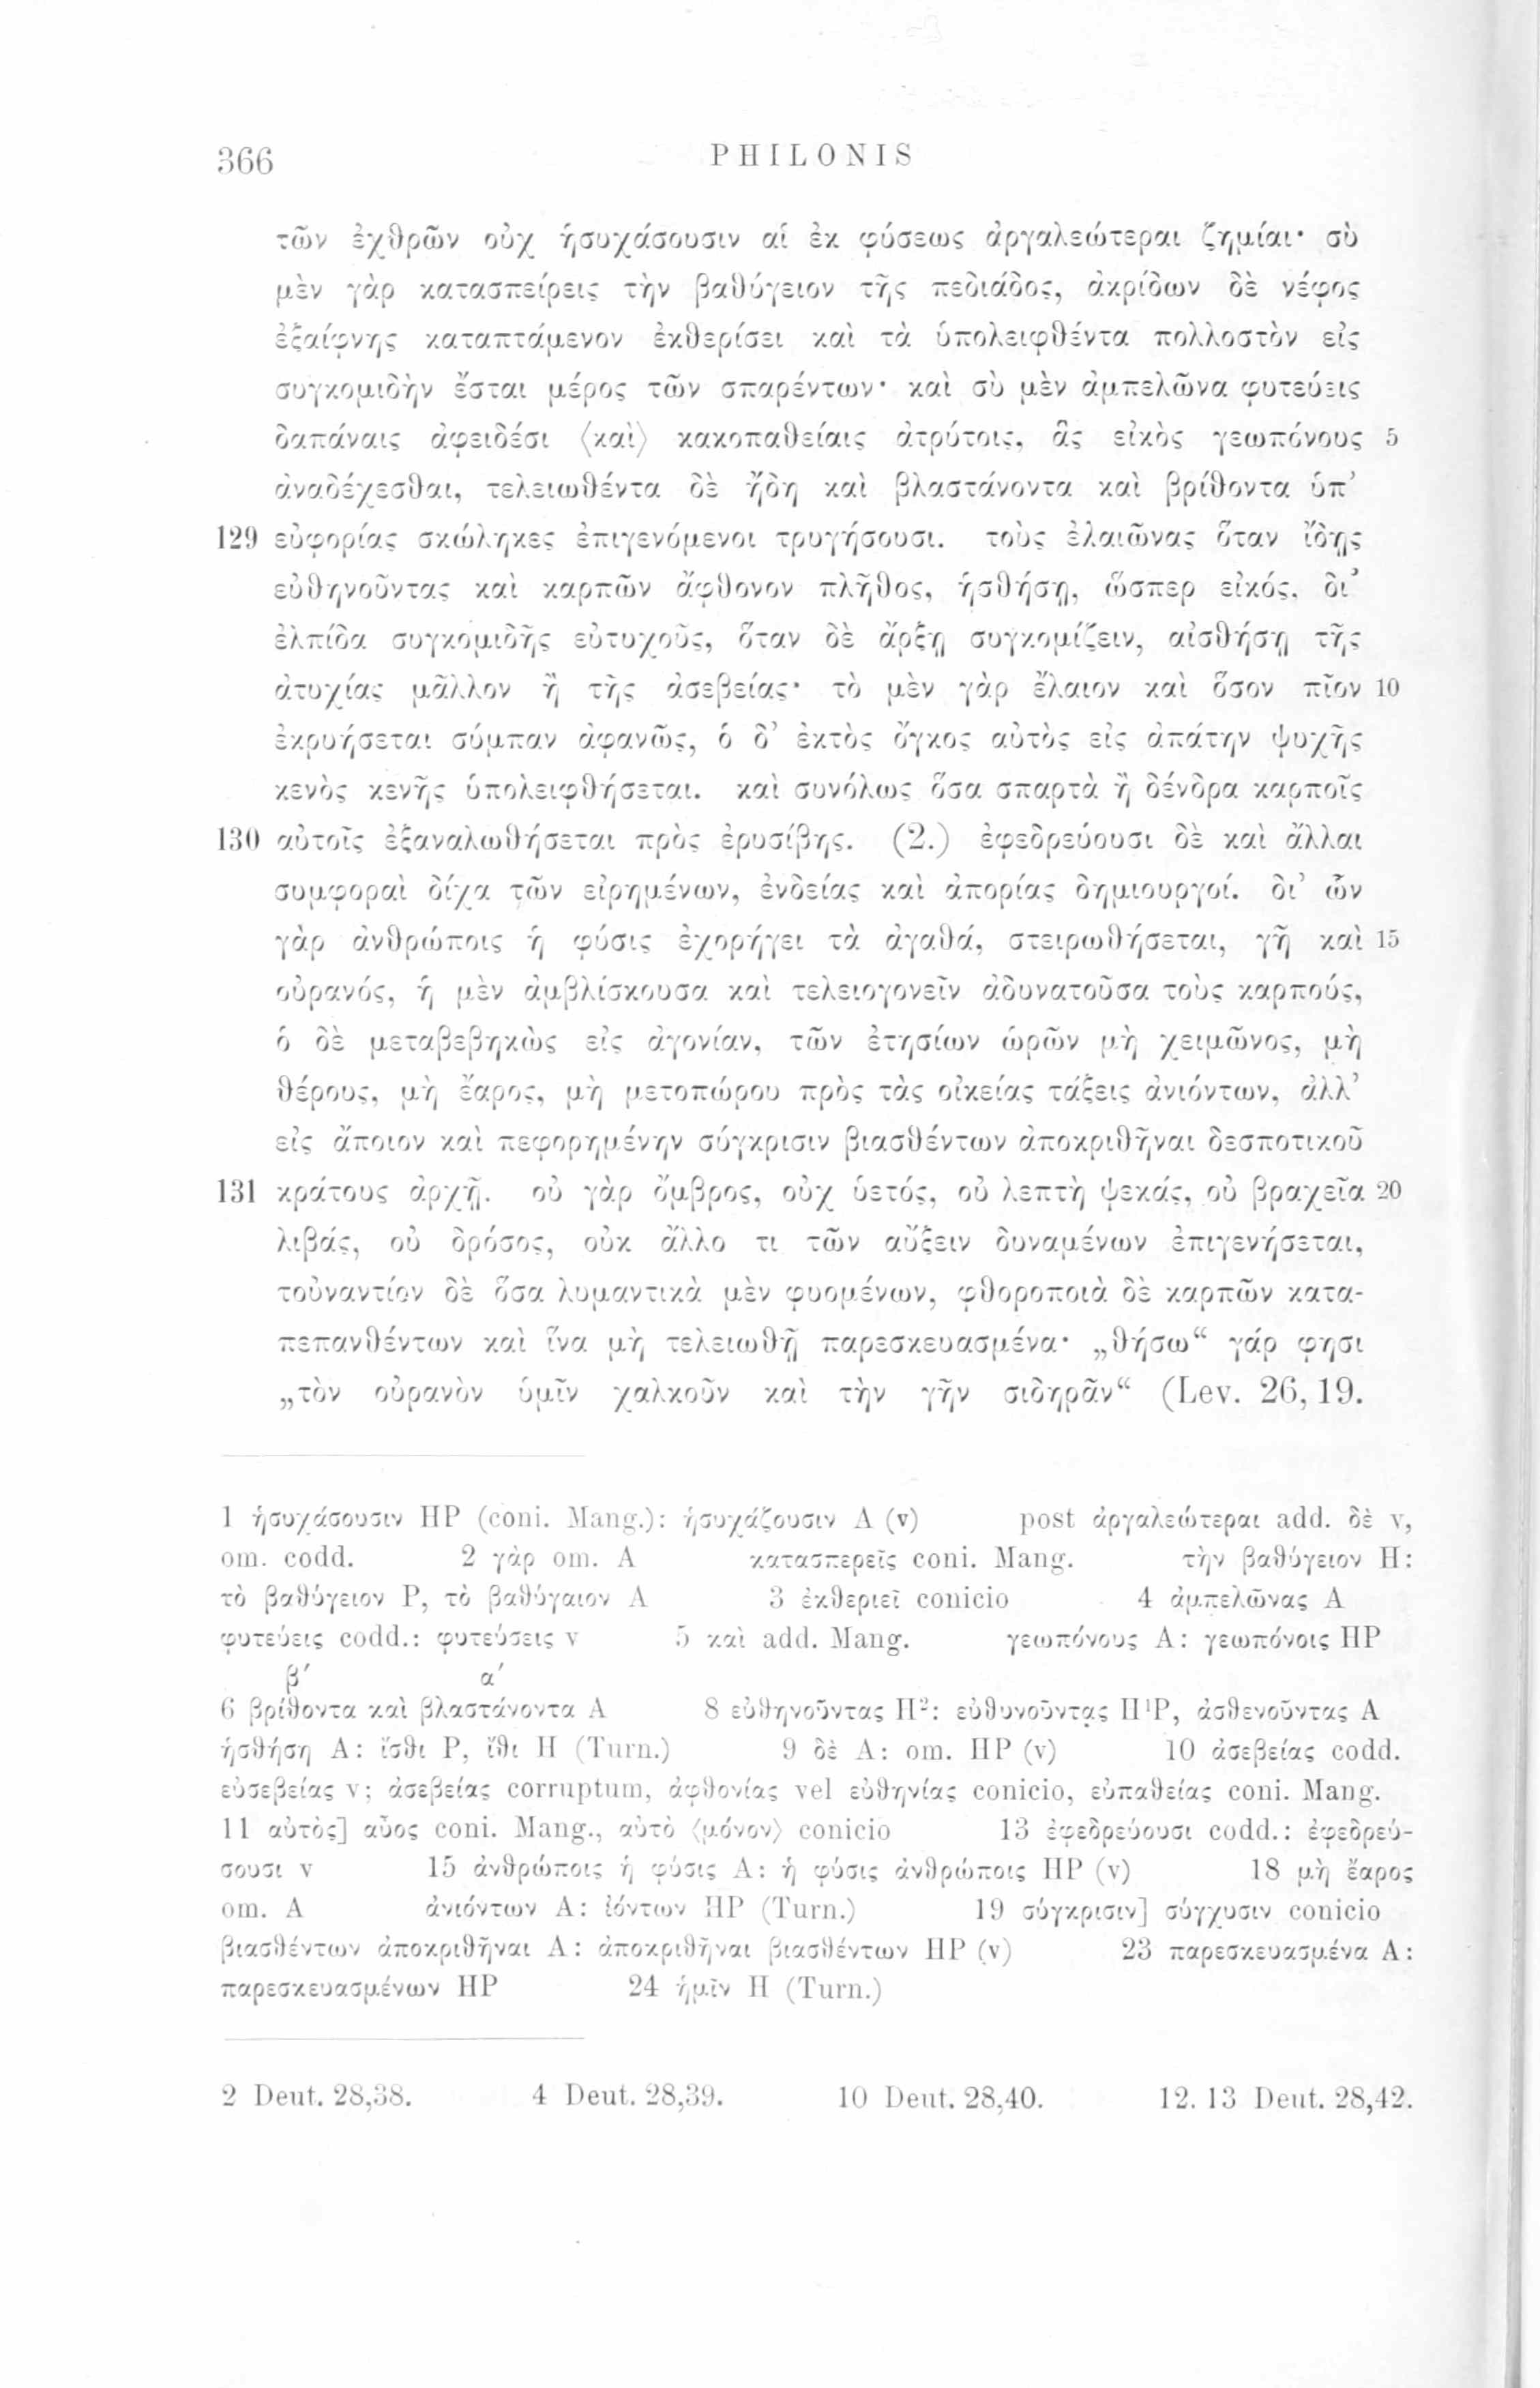 366 PHILONIS
τῶν ἐχθρῶν οὐχ ἡσυχάσουσιν αἱ ἐκ φύσεως ἀργαλεώτεραι ζημίαι· σὺ
μὲν γὰρ κατασπείρεις τὴν βαθύγειον τῆς πεδιάδος, ἀκρίδων δὲ νέφος
ἐξαίφνης καταπτάμενον ἐκθερίσει καὶ τὰ ὑπολειφθέντα πολλοστὸν εἰς
συγκομιδὴν ἔσται μέρος τῶν σπαρέντων· καὶ σὺ μὲν ἀμπελῶνα φυτεύεις
δαπάναις ἀφειδέσι ⟨καὶ⟩ κακοπαθείαις ἀτρύτοις, ἃς εἰκὸς γεωπόνους 5
ἀναδέχεσθαι, τελειωθέντα δὲ ἤδη καὶ βλαστάνοντα καὶ βρίθοντα ὑπ’
129 εὐφορίας σκώληκες ἐπιγενόμενοι τρυγήσουσι. τοὺς ἐλαιῶνας ὅταν ἴδῃς
εὐθηνοῦντας καὶ καρπῶν ἄφθονον πλῆθος, ἡσθήσῃ, ὥσπερ εἰκός, δι’
ἐλπίδα συγκομιδῆς εὐτυχοῦς, ὅταν δὲ ἄρξῃ συγκομίζειν, αἰσθήσῃ τῆς
ἀτυχίας μᾶλλον ἢ τῆς ἀσεβείας· τὸ μὲν γὰρ ἔλαιον καὶ ὅσον πῖον 10
ἐκρυήσεται σύμπαν ἀφανῶς, ὁ δ’ ἐκτὸς ὄγκος αὐτὸς εἰς ἀπάτην ψυχῆς
κενὸς κενῆς ὑπολειφθήσεται. καὶ συνόλως ὅσα σπαρτὰ ἢ δένδρα καρποῖς
130 αὐτοῖς ἐξαναλωθήσεται πρὸς ἐρυσίβης. (2.) ἐφεδρεύουσι δὲ καὶ ἄλλαι
συμφοραὶ δίχα τῶν εἰρημένων, ἐνδείας καὶ ἀπορίας δημιουργοί. δι’ ὧν
γὰρ ἀνθρώποις ἡ φύσις ἐχορήγει τὰ ἀγαθά, στειρωθήσεται, γῆ καὶ 15
οὐρανός, ἡ μὲν ἀμβλίσκουσα καὶ τελειογονεῖν ἀδυνατοῦσα τοὺς καρπούς,
ὁ δὲ μεταβεβηκὼς εἰς ἀγονίαν, τῶν ἐτησίων ὡρῶν μὴ χειμῶνος, μὴ
θέρους, μὴ ἔαρος, μὴ μετοπώρου πρὸς τὰς οἰκείας τάξεις ἀνιόντων, ἀλλ’
εἰς ἄποιον καὶ πεφορημένην σύγκρισιν βιασθέντων ἀποκριθῆναι δεσποτικοῦ
131 κράτους ἀρχῇ. οὐ γὰρ ὄμβρος, οὐχ ὑετός, οὐ λεπτὴ ψεκάς, οὐ βραχεῖα 20
λιβάς, οὐ δρόσος, οὐκ ἄλλο τι τῶν αὔξειν δυναμένων ἐπιγενήσεται,
τοὐναντίον δὲ ὅσα λυμαντικὰ μὲν φυομένων, φθοροποιὰ δὲ καρπῶν κατα-
πεπανθέντων καὶ ἵνα μὴ τελειωθῇ παρεσκευασμένα· „θήσω“ γάρ φησι
„τὸν οὐρανὸν ὑμῖν χαλκοῦν καὶ τὴν γῆν σιδηρᾶν“ (Lev. 26, 19.
1 ἡσυχάσουσιν HP (coni. Mang.): ἡσυχάζουσιν A (v) post ἀργαλεώτεραι add. δὲ v,
om. codd. 2 γὰρ om. A κατασπερεῖς coni. Mang. τὴν βαθύγειον H:
τὸ βαθύγειον P, τὸ βαθύγαιον A 3 ἐκθεριεῖ conicio 4 ἀμπελῶνας A
φυτεύεις codd.: φυτεύσεις v 5 καὶ add. Mang. γεωπόνους A: γεωπόνοις HP
β′ α′
6 βρίθοντα καὶ βλαστάνοντα A 8 εὐθηνοῦντας H²: εὐθυνοῦντας H¹P, ἀσθενοῦντας A
ἡσθήσῃ A: ἴσθι P, ἴθι H (Turn.) 9 δὲ A: om. HP (v) 10 ἀσεβείας codd.
εὐσεβείας v; ἀσεβείας corruptum, ἀφθονίας vel εὐθηνίας conicio, εὐπαθείας coni. Mang.
11 αὐτὸς] αὖος coni. Mang., αὐτὸ ⟨μόνον⟩ conicio 13 ἐφεδρεύουσι codd.: ἐφεδρεύ-
σουσι v 15 ἀνθρώποις ἡ φύσις A: ἡ φύσις ἀνθρώποις HP (v) 18 μὴ ἔαρος
om. A ἀνιόντων A: ἰόντων HP (Turn.) 19 σύγκρισιν] σύγχυσιν conicio
βιασθέντων ἀποκριθῆναι A: ἀποκριθῆναι βιασθέντων HP (v) 23 παρεσκευασμένα A:
παρεσκευασμένων HP 24 ἡμῖν H (Turn.)
2 Deut. 28,38. 4 Deut. 28,39. 10 Deut. 28,40. 12. 13 Deut. 28,42.